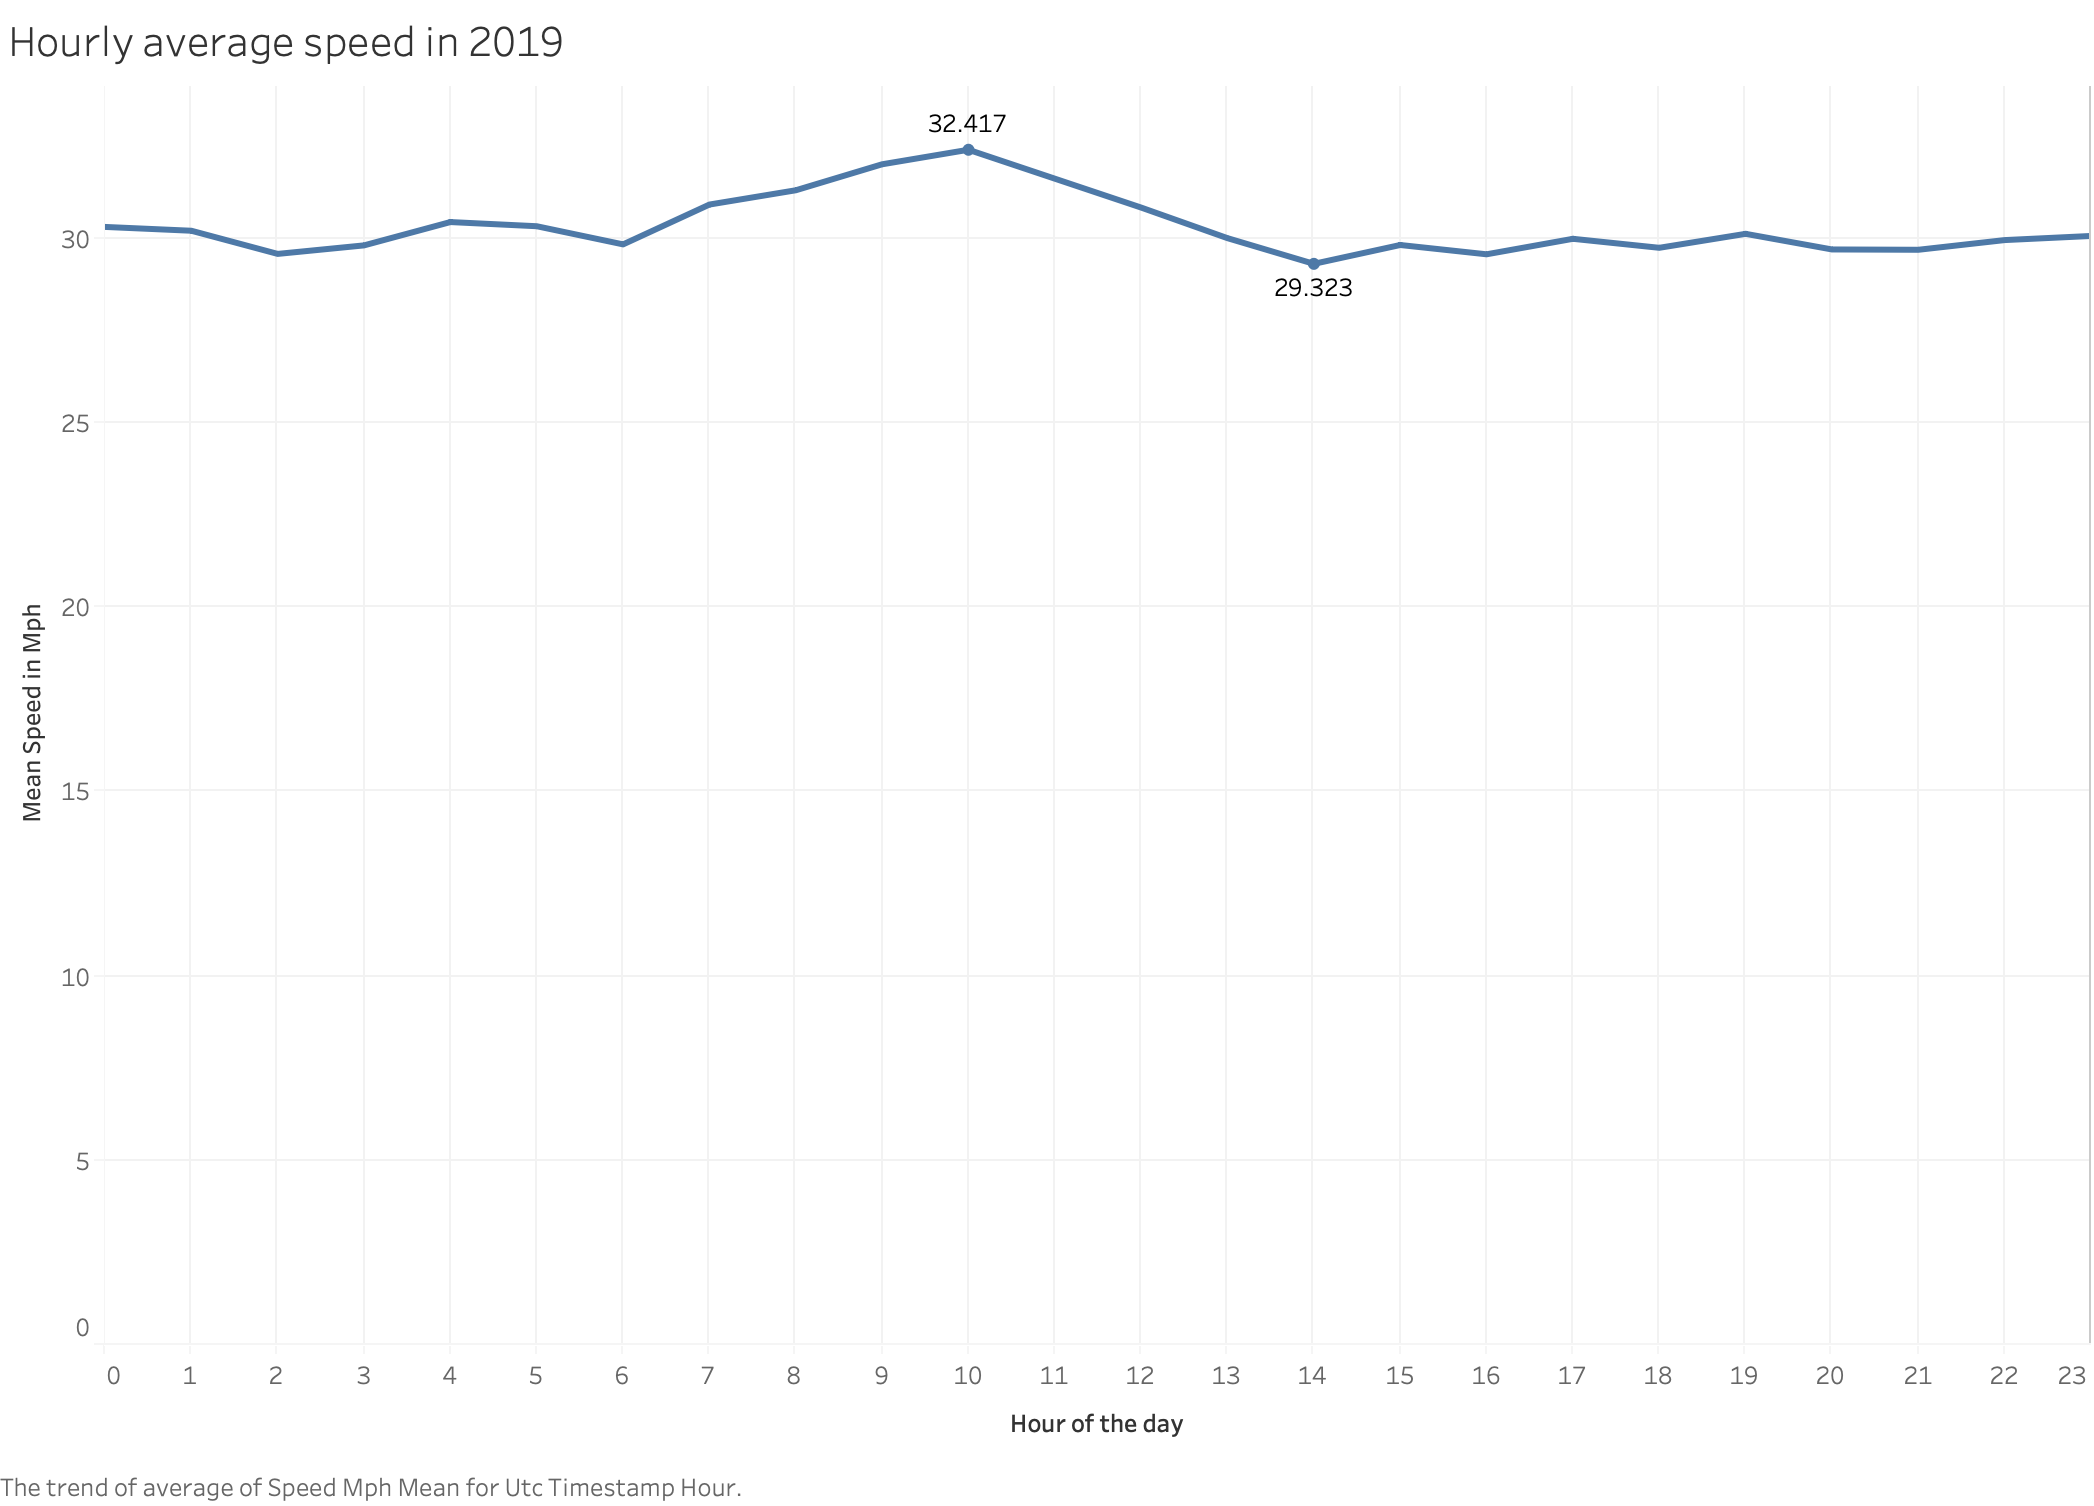 Hourly average speed in 2019
32.417
29.323
30
25
20
15
10
5
0
Mean Speed in Mph
0 1 2 3 4 5 6 7 8 9 10 11 12 13 14 15 16 17 18 19 20 21 22 23
Hour of the day
The trend of average of Speed Mph Mean for Utc Timestamp Hour.